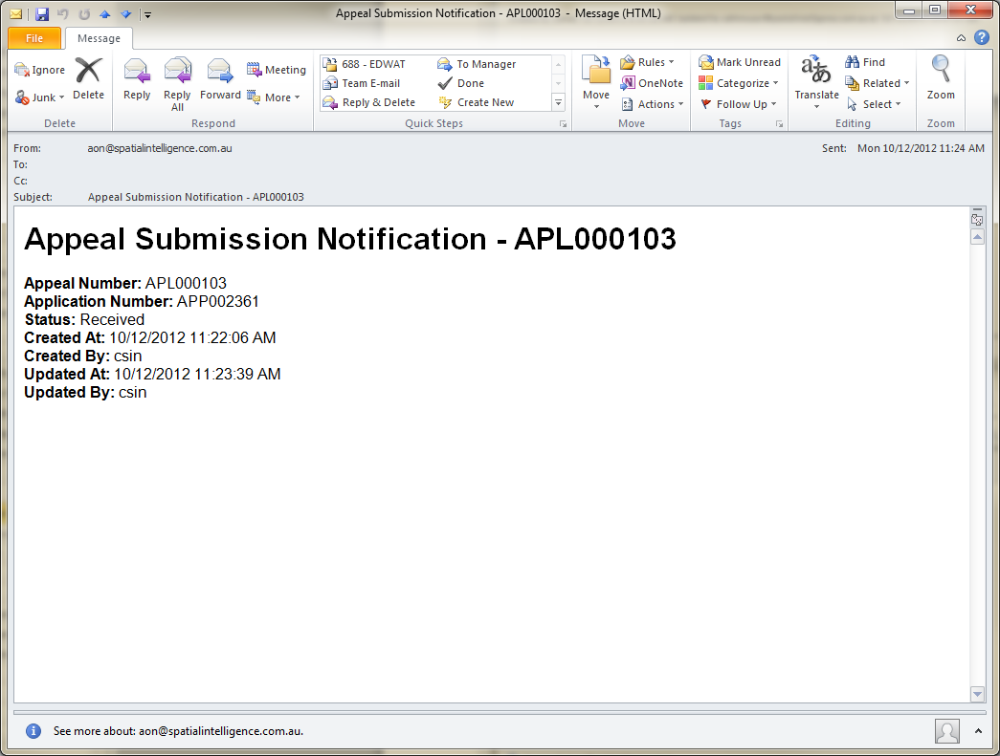 Appeal Submission Notification - APL000103 - Message (HTML)
File
Message
Ignore
Junk
Delete
Delete
Reply
Reply All
Forward
Meeting
More
Respond
688 - EDWAT
Team E-mail
Reply & Delete
To Manager
Done
Create New
Quick Steps
Move
Rules
OneNote
Actions
Move
Mark Unread
Categorize
Follow Up
Tags
Translate
Find
Related
Select
Editing
Zoom
Zoom
From: aon@spatialintelligence.com.au
Sent: Mon 10/12/2012 11:24 AM
To:
Cc:
Subject: Appeal Submission Notification - APL000103
Appeal Submission Notification - APL000103
Appeal Number: APL000103
Application Number: APP002361
Status: Received
Created At: 10/12/2012 11:22:06 AM
Created By: csin
Updated At: 10/12/2012 11:23:39 AM
Updated By: csin
See more about: aon@spatialintelligence.com.au.